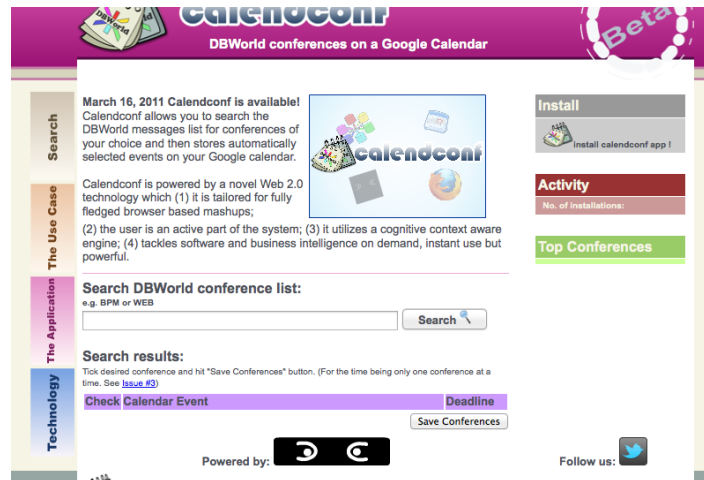 DBWorld
calendconf
DBWorld conferences on a Google Calendar
Beta
Search
The Use Case
The Application
Technology
March 16, 2011 Calendconf is available!
Calendconf allows you to search the
DBWorld messages list for conferences of
your choice and then stores automatically
selected events on your Google calendar.
Calendconf is powered by a novel Web 2.0
technology which (1) it is tailored for fully
fledged browser based mashups;
(2) the user is an active part of the system; (3) it utilizes a cognitive context aware
engine; (4) tackles software and business intelligence on demand, instant use but
powerful.
calendconf
Search DBWorld conference list:
e.g. BPM or WEB
Search
Search results:
Tick desired conference and hit "Save Conferences" button. (For the time being only one conference at a
time. See Issue #3)
Check Calendar Event Deadline
Save Conferences
Powered by:
Install
install calendconf app !
Activity
No. of installations:
Top Conferences
Follow us: